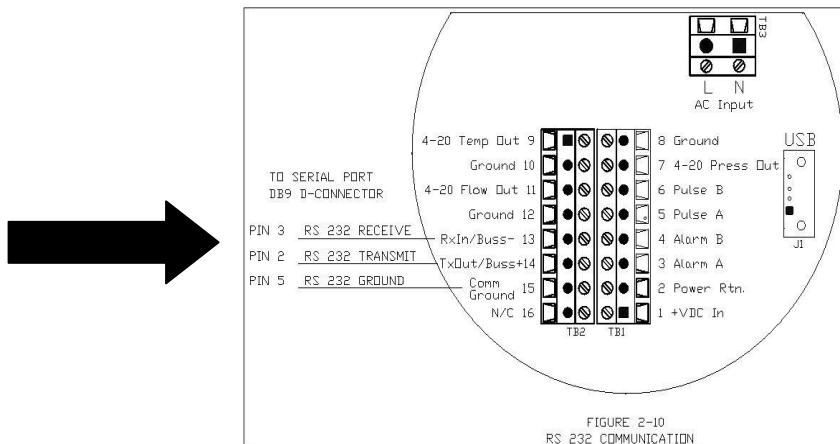 TB3
L N
AC Input
USB
J1
TO SERIAL PORT
DB9 D-CONNECTOR
PIN 3 RS 232 RECEIVE
PIN 2 RS 232 TRANSMIT
PIN 5 RS 232 GROUND
4-20 Temp Out 9
Ground 10
4-20 Flow Out 11
Ground 12
RxIn/Buss- 13
TxOut/Buss+14
Comm
Ground 15
N/C 16
8 Ground
7 4-20 Press Out
6 Pulse B
5 Pulse A
4 Alarm B
3 Alarm A
2 Power Rtn.
1 +VDC In
TB2 TB1
FIGURE 2-10
RS 232 COMMUNICATION